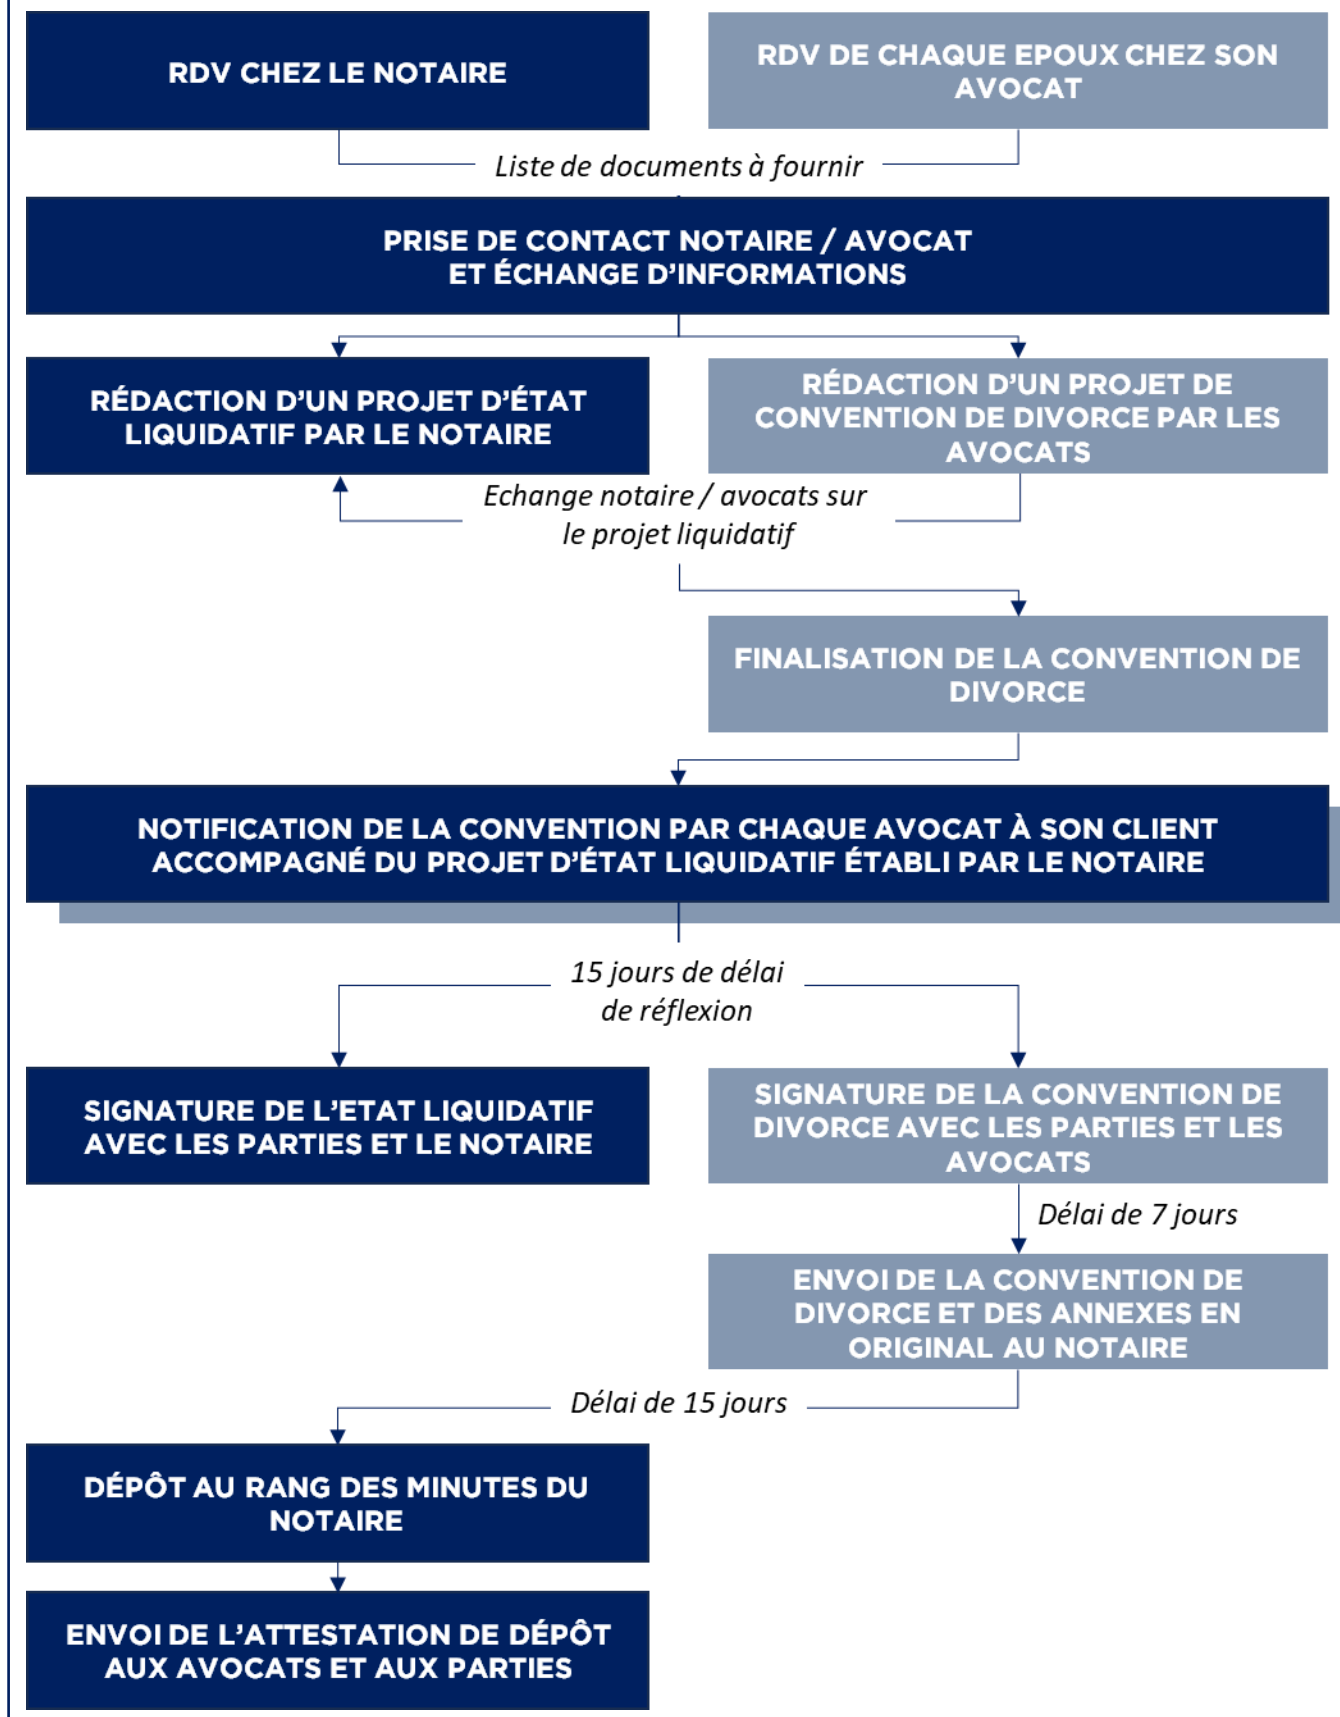 RDV CHEZ LE NOTAIRE
RDV DE CHAQUE EPOUX CHEZ SON
AVOCAT
Liste de documents à fournir
PRISE DE CONTACT NOTAIRE / AVOCAT
ET ÉCHANGE D'INFORMATIONS
RÉDACTION D'UN PROJET D'ÉTAT
LIQUIDATIF PAR LE NOTAIRE
RÉDACTION D'UN PROJET DE
CONVENTION DE DIVORCE PAR LES
AVOCATS
Echange notaire / avocats sur
le projet liquidatif
FINALISATION DE LA CONVENTION DE
DIVORCE
NOTIFICATION DE LA CONVENTION PAR CHAQUE AVOCAT À SON CLIENT
ACCOMPAGNÉ DU PROJET D'ÉTAT LIQUIDATIF ÉTABLI PAR LE NOTAIRE
15 jours de délai
de réflexion
SIGNATURE DE L'ETAT LIQUIDATIF
AVEC LES PARTIES ET LE NOTAIRE
SIGNATURE DE LA CONVENTION DE
DIVORCE AVEC LES PARTIES ET LES
AVOCATS
Délai de 7 jours
ENVOI DE LA CONVENTION DE
DIVORCE ET DES ANNEXES EN
ORIGINAL AU NOTAIRE
Délai de 15 jours
DÉPÔT AU RANG DES MINUTES DU
NOTAIRE
ENVOI DE L'ATTESTATION DE DÉPÔT
AUX AVOCATS ET AUX PARTIES